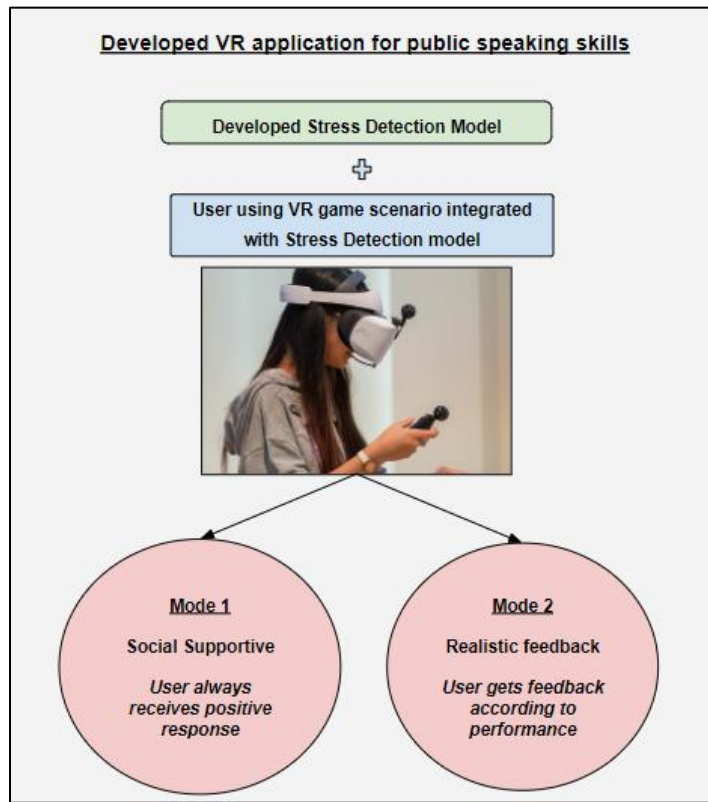 Developed VR application for public speaking skills
Developed Stress Detection Model
User using VR game scenario integrated
with Stress Detection model
Mode 1
Social Supportive
User always
receives positive
response
Mode 2
Realistic feedback
User gets feedback
according to
performance